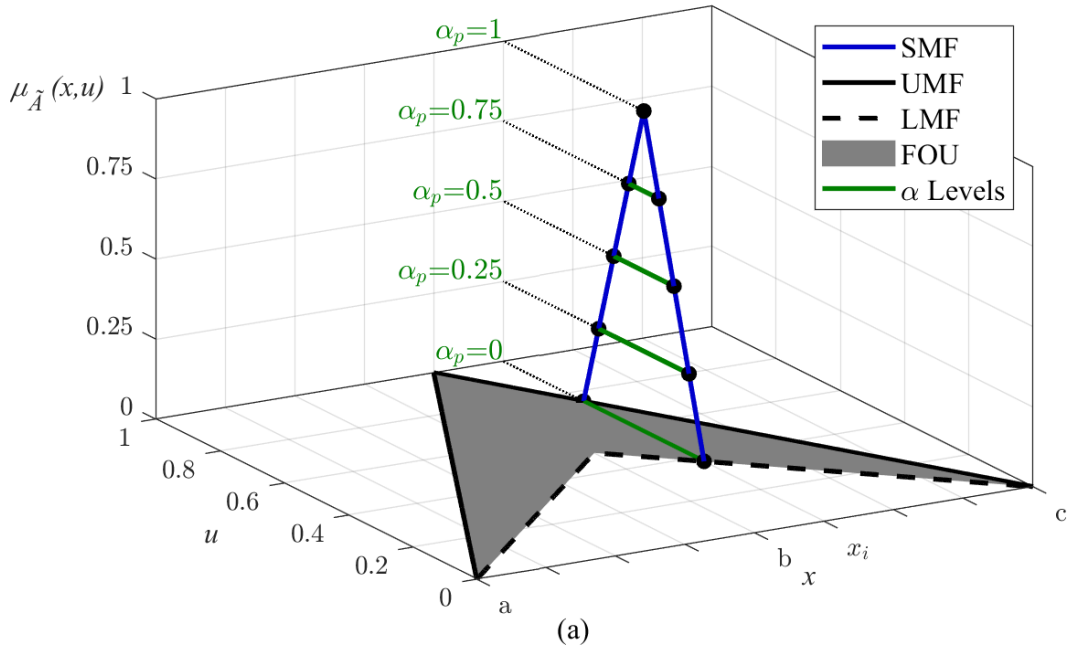 α_p=1
SMF
UMF
LMF
FOU
α Levels
μ_Ã (x,u)
1
α_p=0.75
0.75
α_p=0.5
0.5
α_p=0.25
0.25
α_p=0
0
1
0.8
0.6
0.4
0.2
0
u
a
b
x_i
c
x
(a)